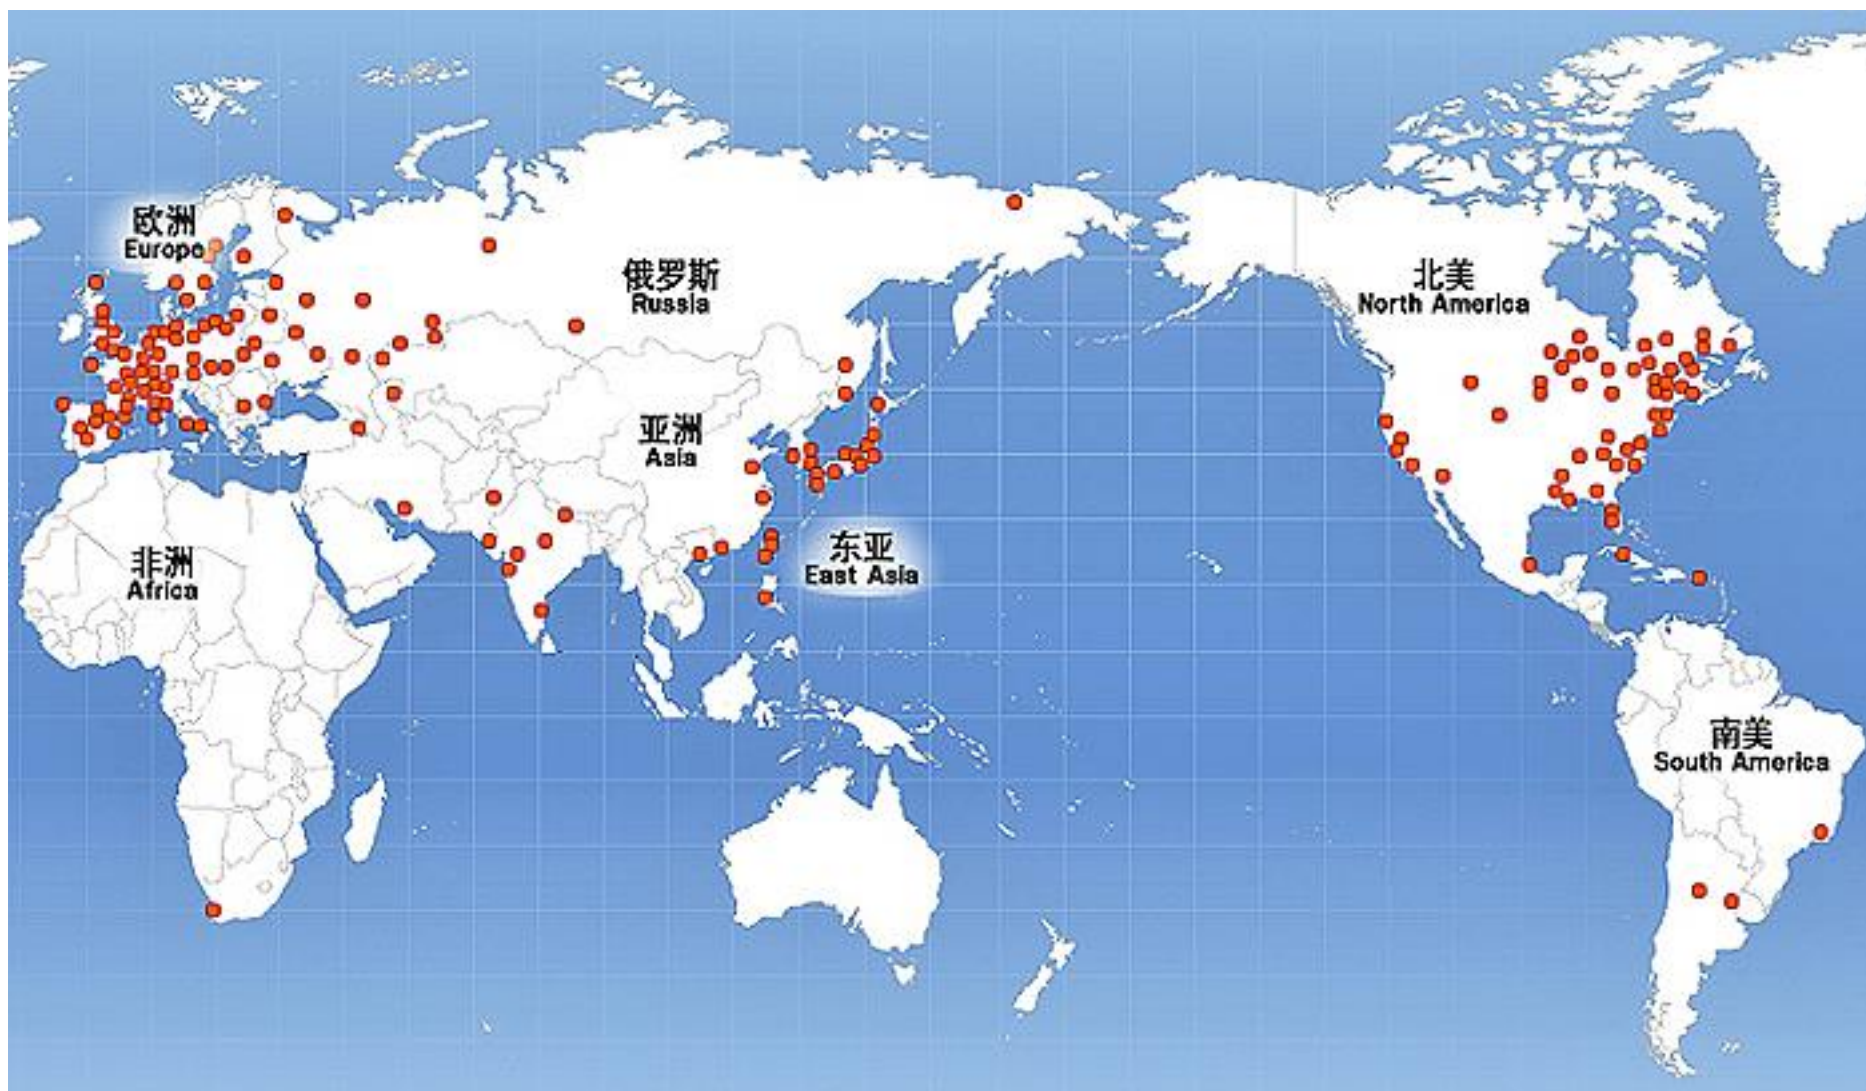 欧洲
Europe
俄罗斯
Russia
北美
North America
亚洲
Asia
非洲
Africa
东亚
East Asia
南美
South America